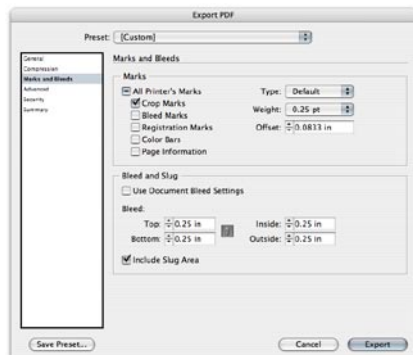 Export PDF
Preset: [Custom]
General
Compression
Marks and Bleeds
Advanced
Security
Summary
Marks and Bleeds
Marks
All Printer's Marks
Crop Marks
Bleed Marks
Registration Marks
Color Bars
Page Information
Type: Default
Weight: 0.25 pt
Offset: 0.0833 in
Bleed and Slug
Use Document Bleed Settings
Bleed:
Top: 0.25 in Inside: 0.25 in
Bottom: 0.25 in Outside: 0.25 in
Include Slug Area
Save Preset... Cancel Export